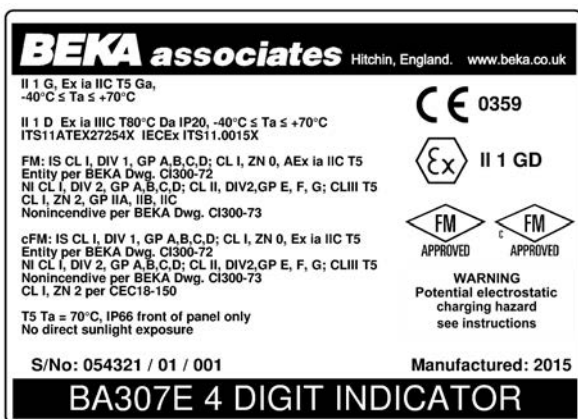 BEKA associates Hitchin, England. www.beka.co.uk
II 1 G, Ex ia IIC T5 Ga,
-40°C ≤ Ta ≤ +70°C
II 1 D Ex ia IIIC T80°C Da IP20, -40°C ≤ Ta ≤ +70°C
ITS11ATEX27254X IECEx ITS11.0015X
FM: IS CL I, DIV 1, GP A,B,C,D; CL I, ZN 0, AEx ia IIC T5
Entity per BEKA Dwg. CI300-72
NI CL I, DIV 2, GP A,B,C,D; CL II, DIV2,GP E, F, G; CLIII T5
CL I, ZN 2, GP IIA, IIB, IIC
Nonincendive per BEKA Dwg. CI300-73
cFM: IS CL I, DIV 1, GP A,B,C,D; CL I, ZN 0, Ex ia IIC T5
Entity per BEKA Dwg. CI300-72
NI CL I, DIV 2, GP A,B,C,D; CL II, DIV2,GP E, F, G; CLIII T5
Nonincendive per BEKA Dwg. CI300-73
CL I, ZN 2 per CEC18-150
T5 Ta = 70°C, IP66 front of panel only
No direct sunlight exposure
CE 0359
Ex II 1 GD
FM APPROVED
c FM APPROVED
WARNING
Potential electrostatic
charging hazard
see instructions
S/No: 054321 / 01 / 001 Manufactured: 2015
BA307E 4 DIGIT INDICATOR